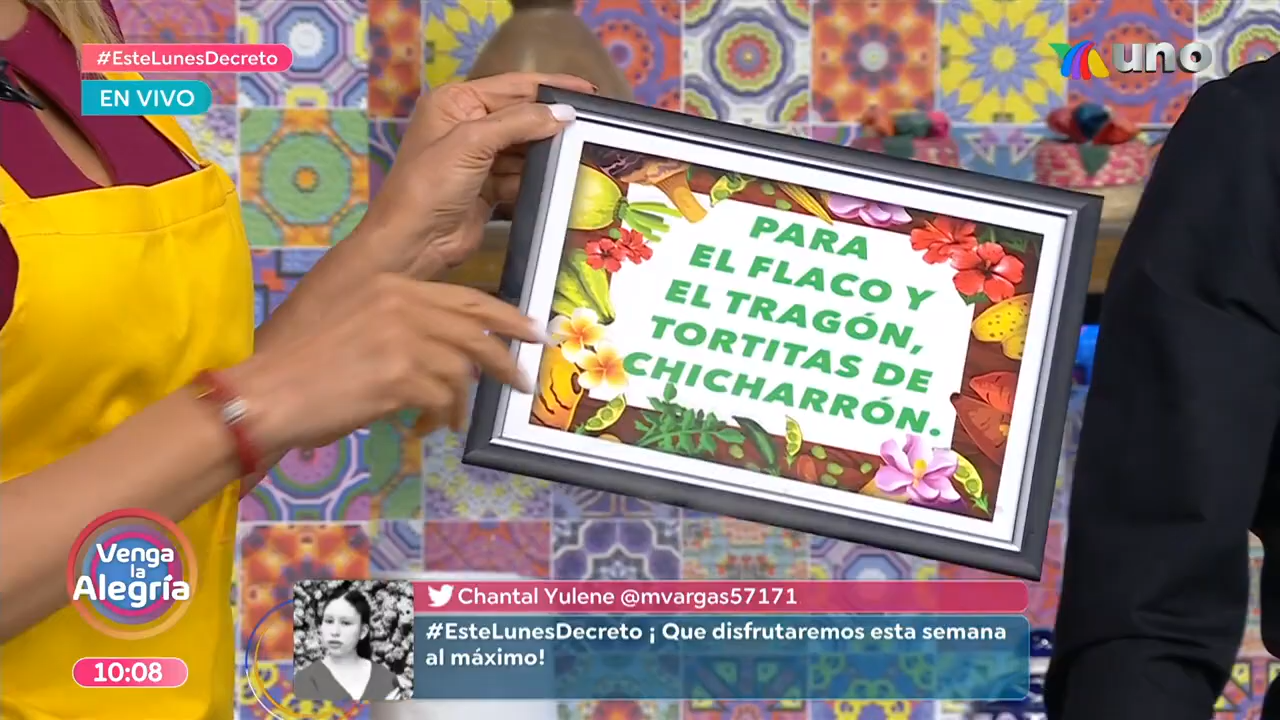 #EsteLunesDecreto
EN VIVO
uno
PARA
EL FLACO Y
EL TRAGÓN,
TORTITAS DE
CHICHARRÓN.
Venga
la
Alegría
10:08
Chantal Yulene @mvargas57171
#EsteLunesDecreto ¡ Que disfrutaremos esta semana
al máximo!